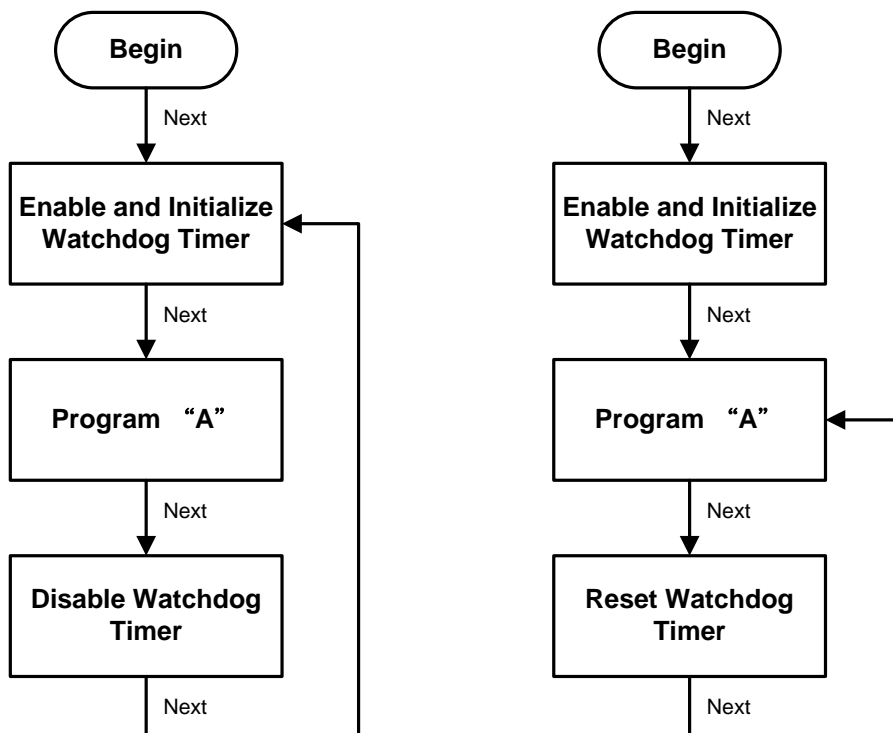 Begin
Next
Enable and Initialize
Watchdog Timer
Next
Program “A”
Next
Disable Watchdog
Timer
Next
Begin
Next
Enable and Initialize
Watchdog Timer
Next
Program “A”
Next
Reset Watchdog
Timer
Next